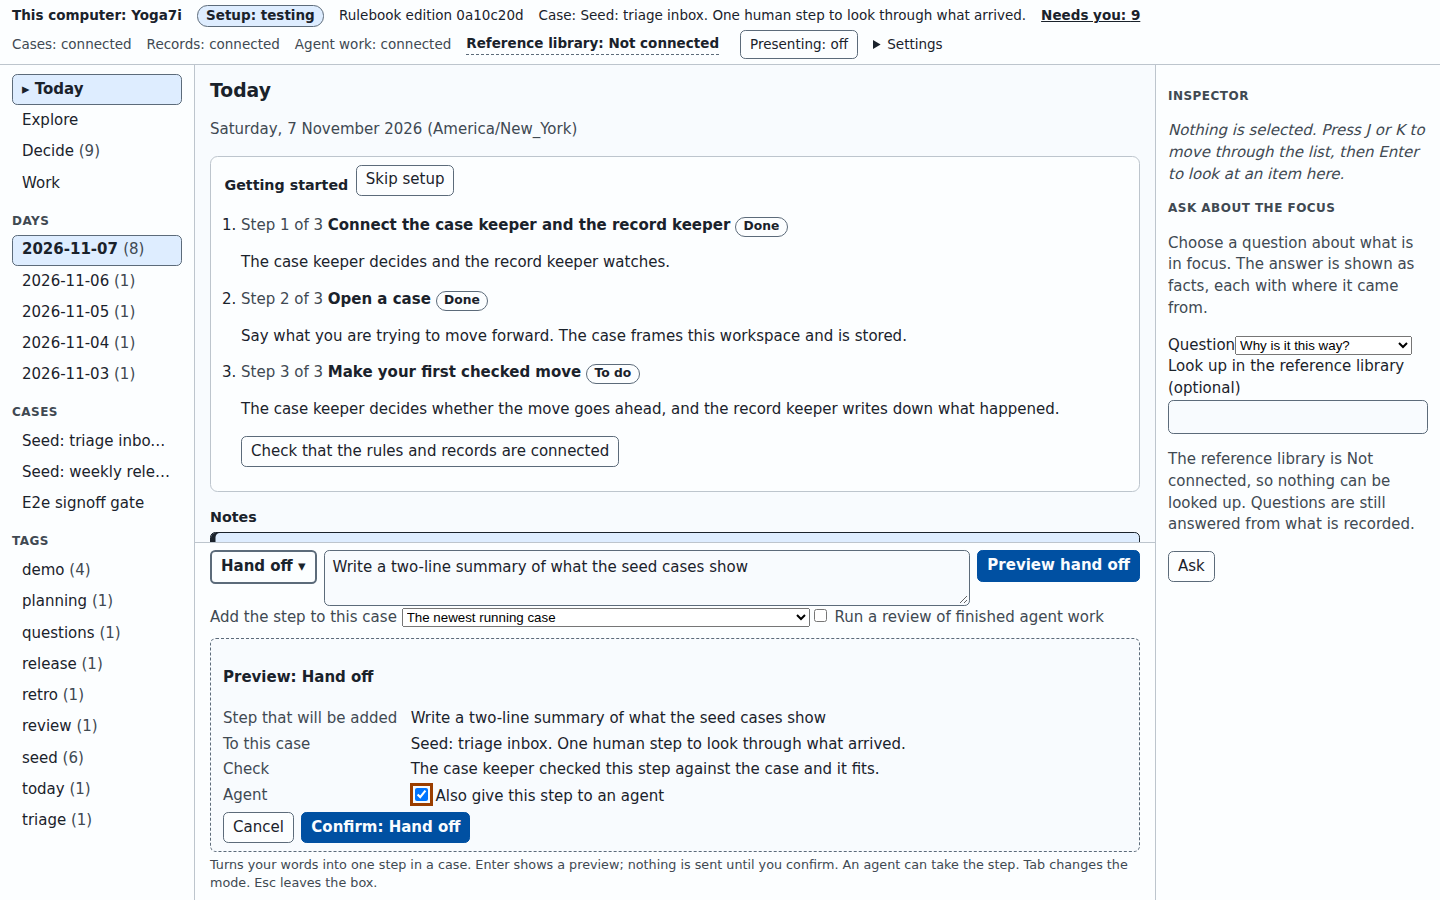 This computer: Yoga7i Setup: testing Rulebook edition 0a10c20d Case: Seed: triage inbox. One human step to look through what arrived. Needs you: 9
Cases: connected Records: connected Agent work: connected Reference library: Not connected Presenting: off ▶ Settings
▸ Today
Explore
Decide (9)
Work
DAYS
2026-11-07 (8)
2026-11-06 (1)
2026-11-05 (1)
2026-11-04 (1)
2026-11-03 (1)
CASES
Seed: triage inbo…
Seed: weekly rele…
E2e signoff gate
TAGS
demo (4)
planning (1)
questions (1)
release (1)
retro (1)
review (1)
seed (6)
today (1)
triage (1)
Today
Saturday, 7 November 2026 (America/New_York)
Getting started Skip setup
1. Step 1 of 3 Connect the case keeper and the record keeper Done
The case keeper decides and the record keeper watches.
2. Step 2 of 3 Open a case Done
Say what you are trying to move forward. The case frames this workspace and is stored.
3. Step 3 of 3 Make your first checked move To do
The case keeper decides whether the move goes ahead, and the record keeper writes down what happened.
Check that the rules and records are connected
Notes
Hand off ▾ Write a two-line summary of what the seed cases show Preview hand off
Add the step to this case The newest running case Run a review of finished agent work
Preview: Hand off
Step that will be added Write a two-line summary of what the seed cases show
To this case Seed: triage inbox. One human step to look through what arrived.
Check The case keeper checked this step against the case and it fits.
Agent Also give this step to an agent
Cancel Confirm: Hand off
Turns your words into one step in a case. Enter shows a preview; nothing is sent until you confirm. An agent can take the step. Tab changes the
mode. Esc leaves the box.
INSPECTOR
Nothing is selected. Press J or K to
move through the list, then Enter
to look at an item here.
ASK ABOUT THE FOCUS
Choose a question about what is
in focus. The answer is shown as
facts, each with where it came
from.
Question Why is it this way?
Look up in the reference library
(optional)
The reference library is Not
connected, so nothing can be
looked up. Questions are still
answered from what is recorded.
Ask